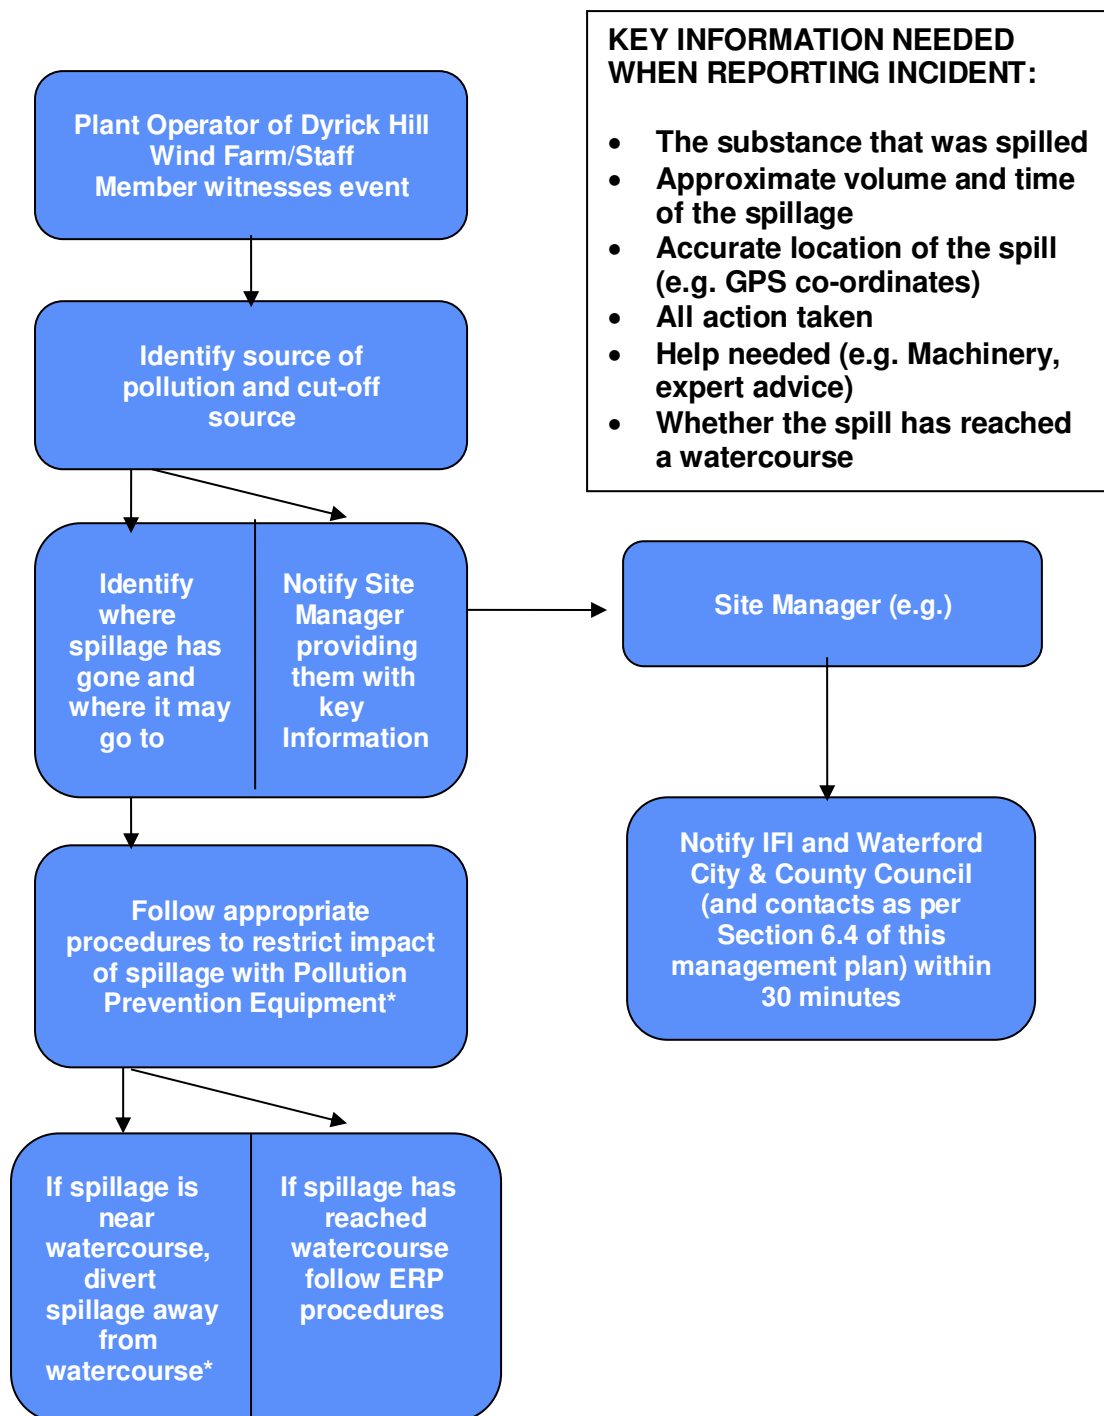 KEY INFORMATION NEEDED
WHEN REPORTING INCIDENT:
• The substance that was spilled
• Approximate volume and time
of the spillage
• Accurate location of the spill
(e.g. GPS co-ordinates)
• All action taken
• Help needed (e.g. Machinery,
expert advice)
• Whether the spill has reached
a watercourse
Plant Operator of Dyrick Hill
Wind Farm/Staff
Member witnesses event
Identify source of
pollution and cut-off
source
Identify
where
spillage has
gone and
where it may
go to
Notify Site
Manager
providing
them with
key
Information
Site Manager (e.g.)
Notify IFI and Waterford
City & County Council
(and contacts as per
Section 6.4 of this
management plan) within
30 minutes
Follow appropriate
procedures to restrict impact
of spillage with Pollution
Prevention Equipment*
If spillage is
near
watercourse,
divert
spillage away
from
watercourse*
If spillage has
reached
watercourse
follow ERP
procedures